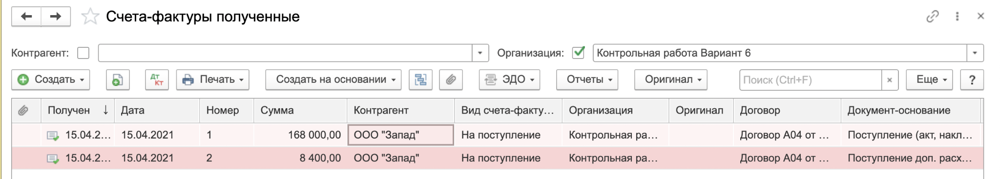 Счета-фактуры полученные
Контрагент: Организация: Контрольная работа Вариант 6
Создать Дт Кт Печать Создать на основании ЭДО Отчеты Оригинал Поиск (Ctrl+F) × Еще ?
Получен ↓ Дата Номер Сумма Контрагент Вид счета-факту... Организация Оригинал Договор Документ-основание
15.04.2... 15.04.2021 1 168 000,00 ООО "Запад" На поступление Контрольная ра... Договор А04 от ... Поступление (акт, накл...
15.04.2... 15.04.2021 2 8 400,00 ООО "Запад" На поступление Контрольная ра... Договор А04 от ... Поступление доп. расх...